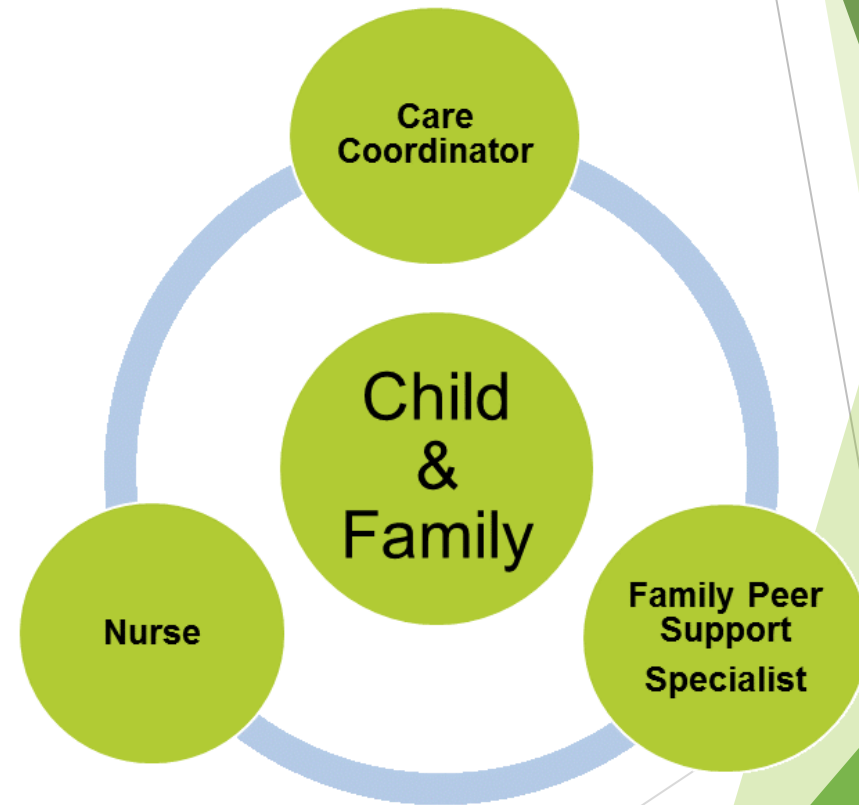 Care
Coordinator
Child
&
Family
Nurse
Family Peer
Support
Specialist